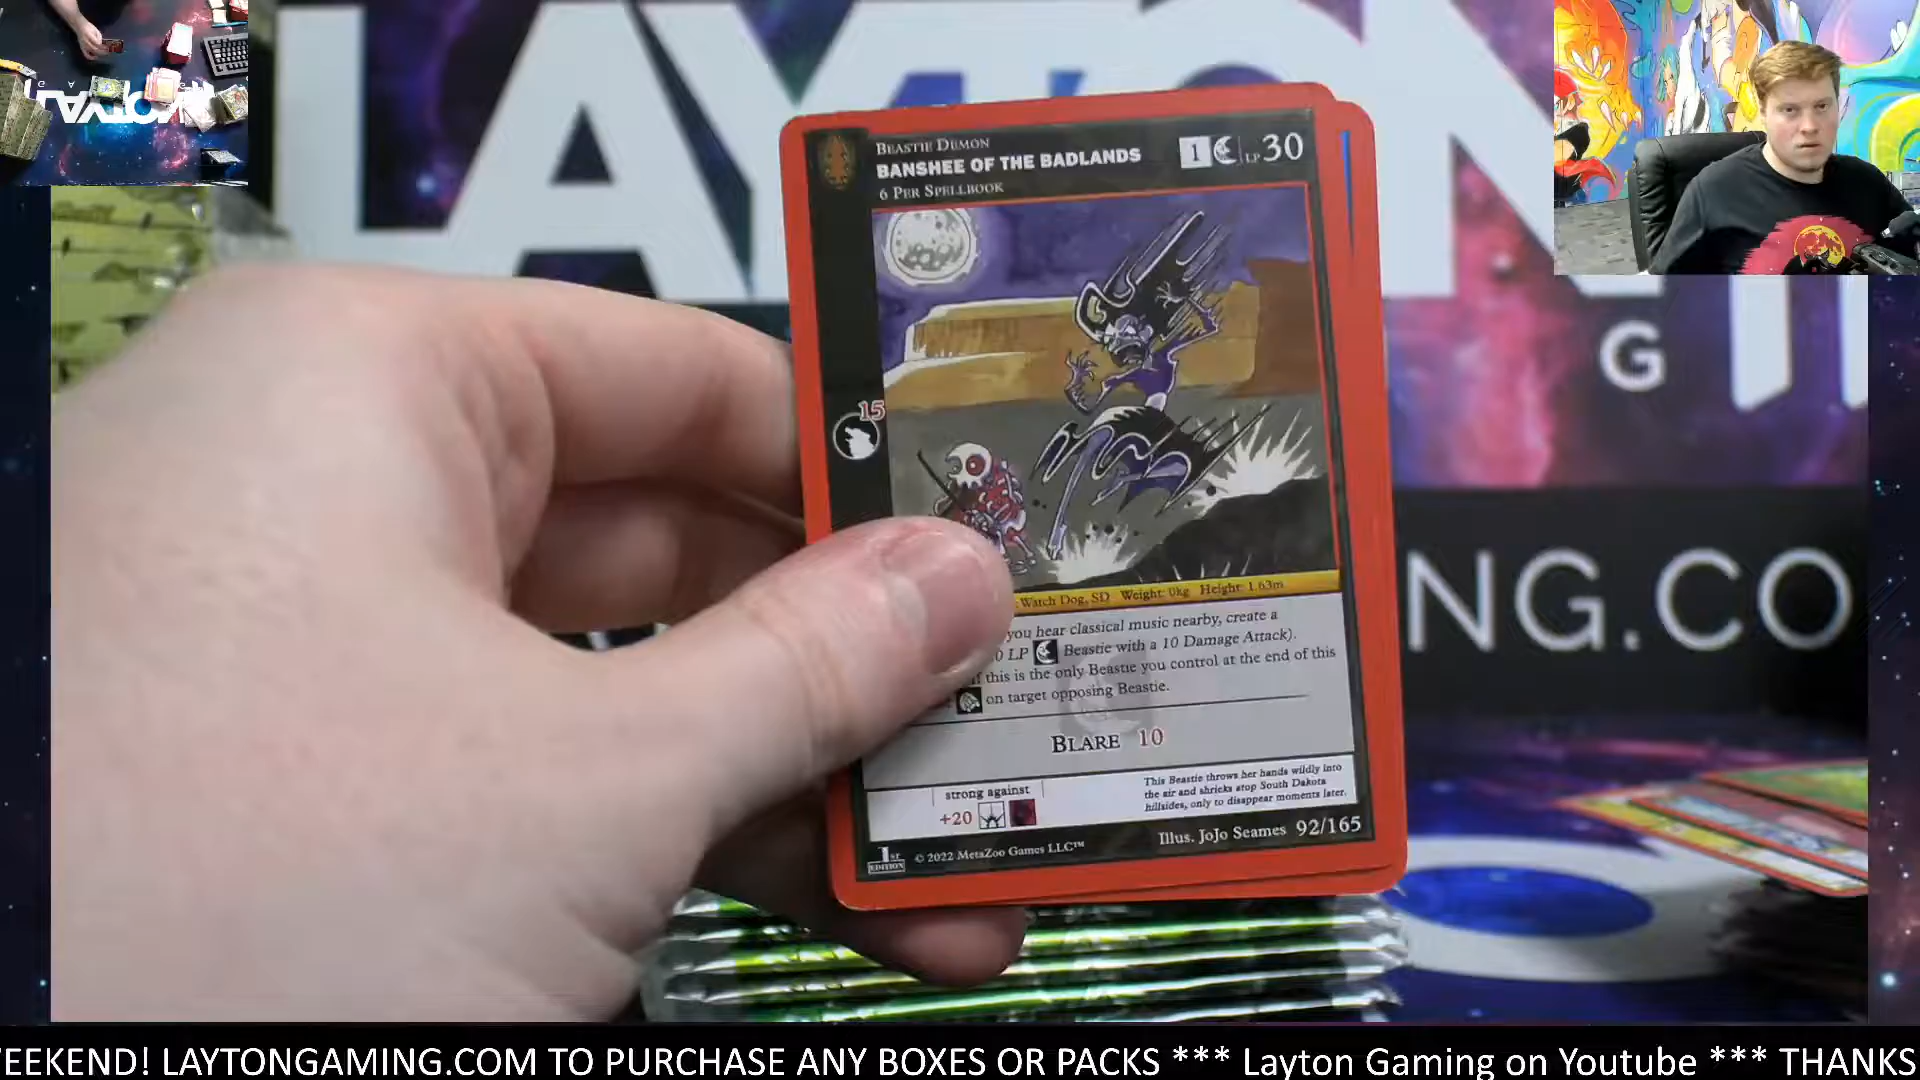 LAYTON
G
NG.CO
BEASTIE DEMON
BANSHEE OF THE BADLANDS
1 LP 30
6 PER SPELLBOOK
15
: Watch Dog, SD Weight: 0kg Height: 1.63m
you hear classical music nearby, create a
0 LP Beastie with a 10 Damage Attack).
f this is the only Beastie you control at the end of this
on target opposing Beastie.
BLARE 10
strong against
+20
This Beastie throws her hands wildly into
the air and shrieks atop South Dakota
hillsides, only to disappear moments later.
1ST EDITION © 2022 MetaZoo Games LLC™
Illus. JoJo Seames 92/165
EEKEND! LAYTONGAMING.COM TO PURCHASE ANY BOXES OR PACKS *** Layton Gaming on Youtube *** THANKS